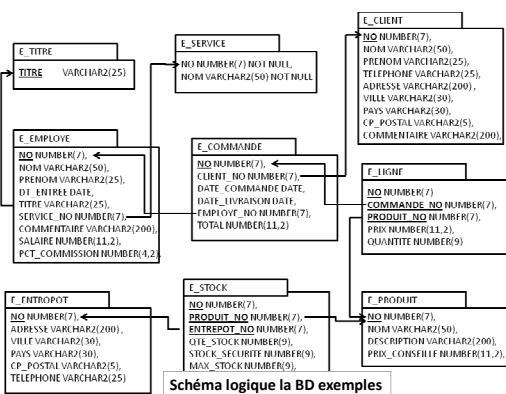 E_TITRE
TITRE VARCHAR2(25)
E_SERVICE
NO NUMBER(7) NOT NULL,
NOM VARCHAR2(50) NOT NULL
E_CLIENT
NO NUMBER(7),
NOM VARCHAR2(50),
PRENOM VARCHAR2(25),
TELEPHONE VARCHAR2(25),
ADRESSE VARCHAR2(200) ,
VILLE VARCHAR2(30),
PAYS VARCHAR2(30),
CP_POSTAL VARCHAR2(5),
COMMENTAIRE VARCHAR2(200),
E_EMPLOYE
NO NUMBER(7),
NOM VARCHAR2(50),
PRENOM VARCHAR2(25),
DT_ENTREE DATE,
TITRE VARCHAR2(25),
SERVICE_NO NUMBER(7),
COMMENTAIRE VARCHAR2(200),
SALAIRE NUMBER(11,2),
PCT_COMMISSION NUMBER(4,2),
E_COMMANDE
NO NUMBER(7),
CLIENT_NO NUMBER(7),
DATE_COMMANDE DATE,
DATE_LIVRAISON DATE,
EMPLOYE_NO NUMBER(7),
TOTAL NUMBER(11,2)
E_LIGNE
NO NUMBER(7)
COMMANDE_NO NUMBER(7),
PRODUIT_NO NUMBER(7),
PRIX NUMBER(11,2),
QUANTITE NUMBER(9)
E_ENTROPOT
NO NUMBER(7),
ADRESSE VARCHAR2(200) ,
VILLE VARCHAR2(30),
PAYS VARCHAR2(30),
CP_POSTAL VARCHAR2(5),
TELEPHONE VARCHAR2(25)
E_STOCK
NO NUMBER(7),
PRODUIT_NO NUMBER(7),
ENTREPOT_NO NUMBER(7),
QTE_STOCK NUMBER(9),
STOCK_SECURITE NUMBER(9),
MAX_STOCK NUMBER(9),
E_PRODUIT
NO NUMBER(7),
NOM VARCHAR2(50),
DESCRIPTION VARCHAR2(200),
PRIX_CONSEILLE NUMBER(11,2),
Schéma logique la BD exemples